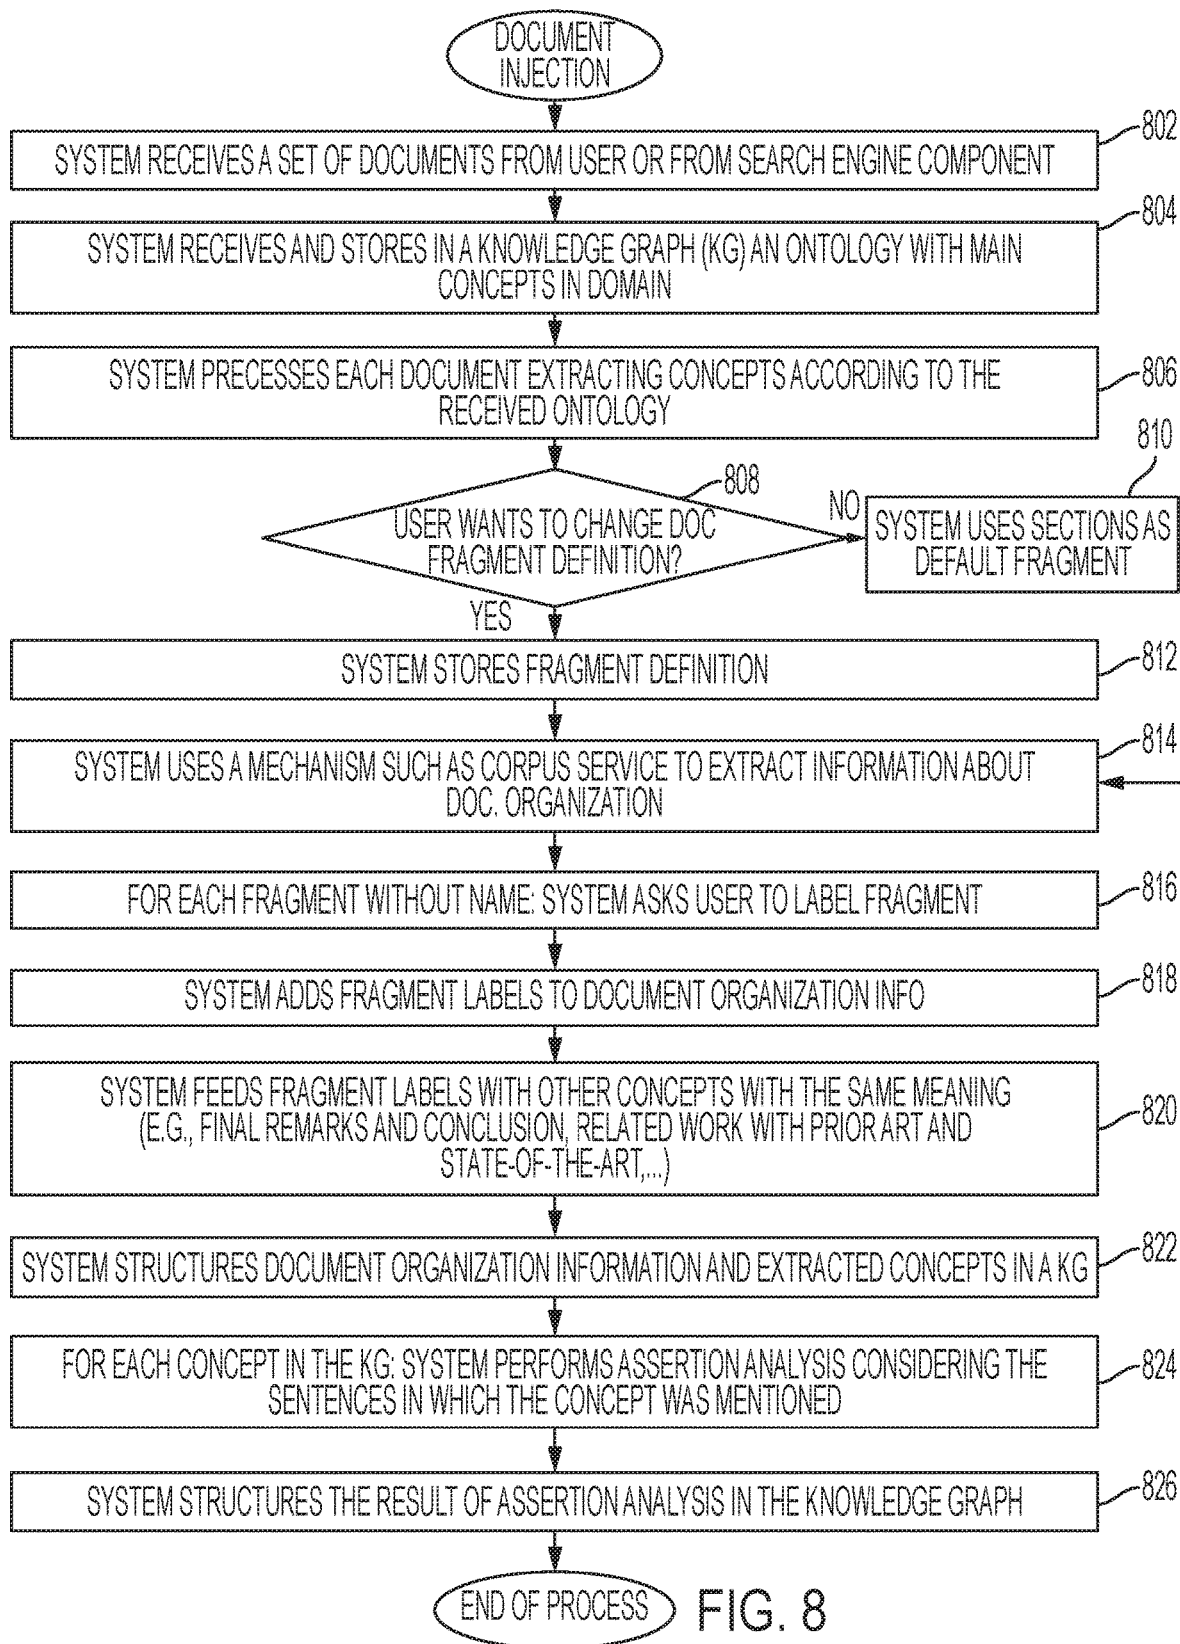 DOCUMENT
INJECTION
802
SYSTEM RECEIVES A SET OF DOCUMENTS FROM USER OR FROM SEARCH ENGINE COMPONENT
804
SYSTEM RECEIVES AND STORES IN A KNOWLEDGE GRAPH (KG) AN ONTOLOGY WITH MAIN
CONCEPTS IN DOMAIN
SYSTEM PRECESSES EACH DOCUMENT EXTRACTING CONCEPTS ACCORDING TO THE
RECEIVED ONTOLOGY
806
810
808
USER WANTS TO CHANGE DOC
FRAGMENT DEFINITION?
NO
SYSTEM USES SECTIONS AS
DEFAULT FRAGMENT
YES
SYSTEM STORES FRAGMENT DEFINITION
812
814
SYSTEM USES A MECHANISM SUCH AS CORPUS SERVICE TO EXTRACT INFORMATION ABOUT
DOC. ORGANIZATION
FOR EACH FRAGMENT WITHOUT NAME: SYSTEM ASKS USER TO LABEL FRAGMENT
816
SYSTEM ADDS FRAGMENT LABELS TO DOCUMENT ORGANIZATION INFO
818
SYSTEM FEEDS FRAGMENT LABELS WITH OTHER CONCEPTS WITH THE SAME MEANING
(E.G., FINAL REMARKS AND CONCLUSION, RELATED WORK WITH PRIOR ART AND
STATE-OF-THE-ART,...)
820
SYSTEM STRUCTURES DOCUMENT ORGANIZATION INFORMATION AND EXTRACTED CONCEPTS IN A KG
822
FOR EACH CONCEPT IN THE KG: SYSTEM PERFORMS ASSERTION ANALYSIS CONSIDERING THE
SENTENCES IN WHICH THE CONCEPT WAS MENTIONED
824
SYSTEM STRUCTURES THE RESULT OF ASSERTION ANALYSIS IN THE KNOWLEDGE GRAPH
826
END OF PROCESS
FIG. 8